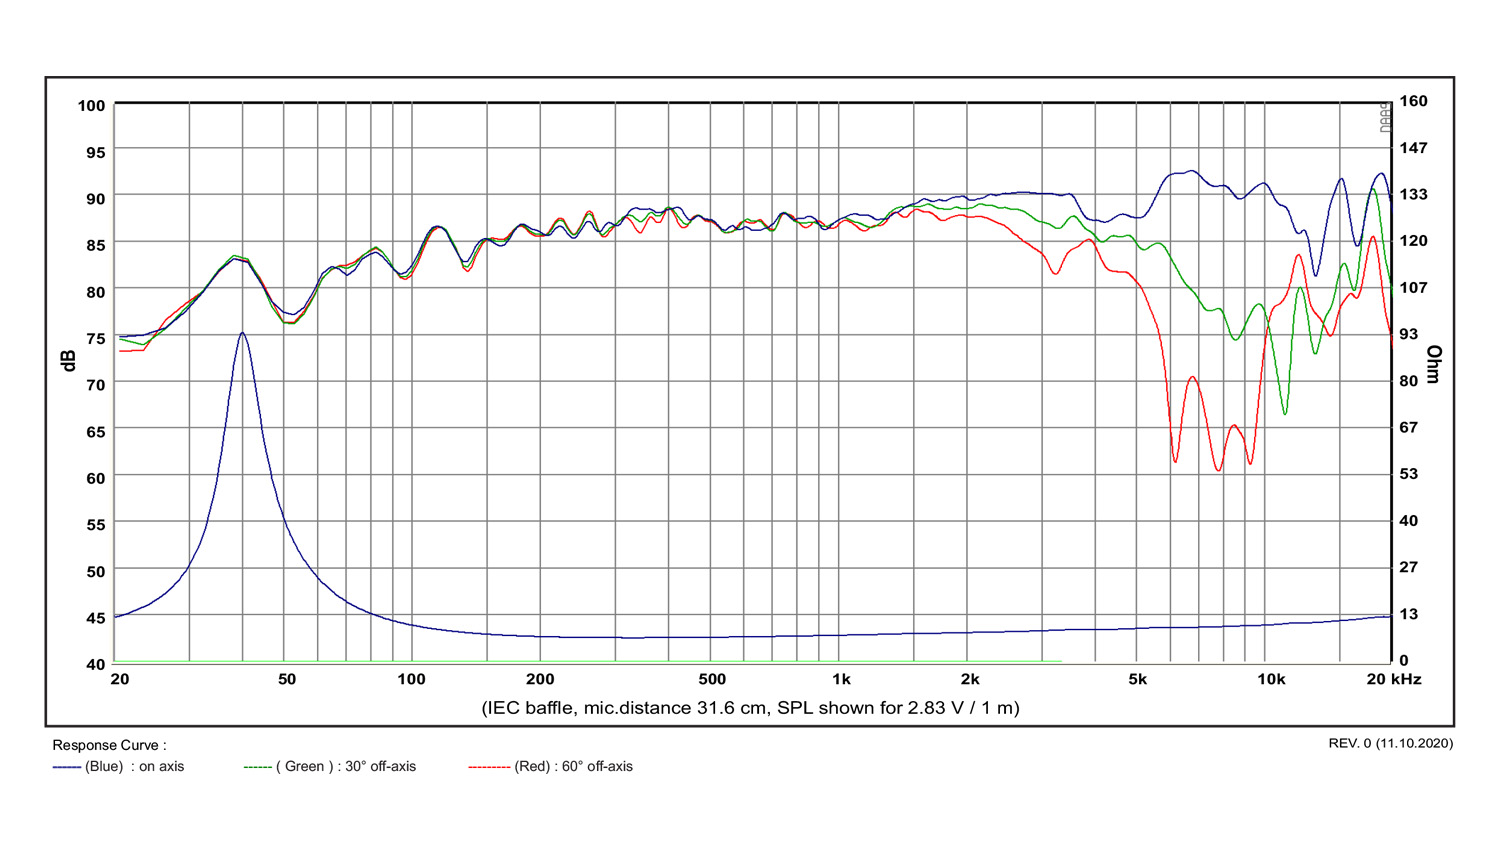 100 160
DAAS
95 147
90 133
85 120
80 107
75 93
dB Ohm
70 80
65 67
60 53
55 40
50 27
45 13
40 0
20 50 100 200 500 1k 2k 5k 10k 20 kHz
(IEC baffle, mic.distance 31.6 cm, SPL shown for 2.83 V / 1 m)
Response Curve : REV. 0 (11.10.2020)
(Blue) : on axis ( Green ) : 30° off-axis (Red) : 60° off-axis